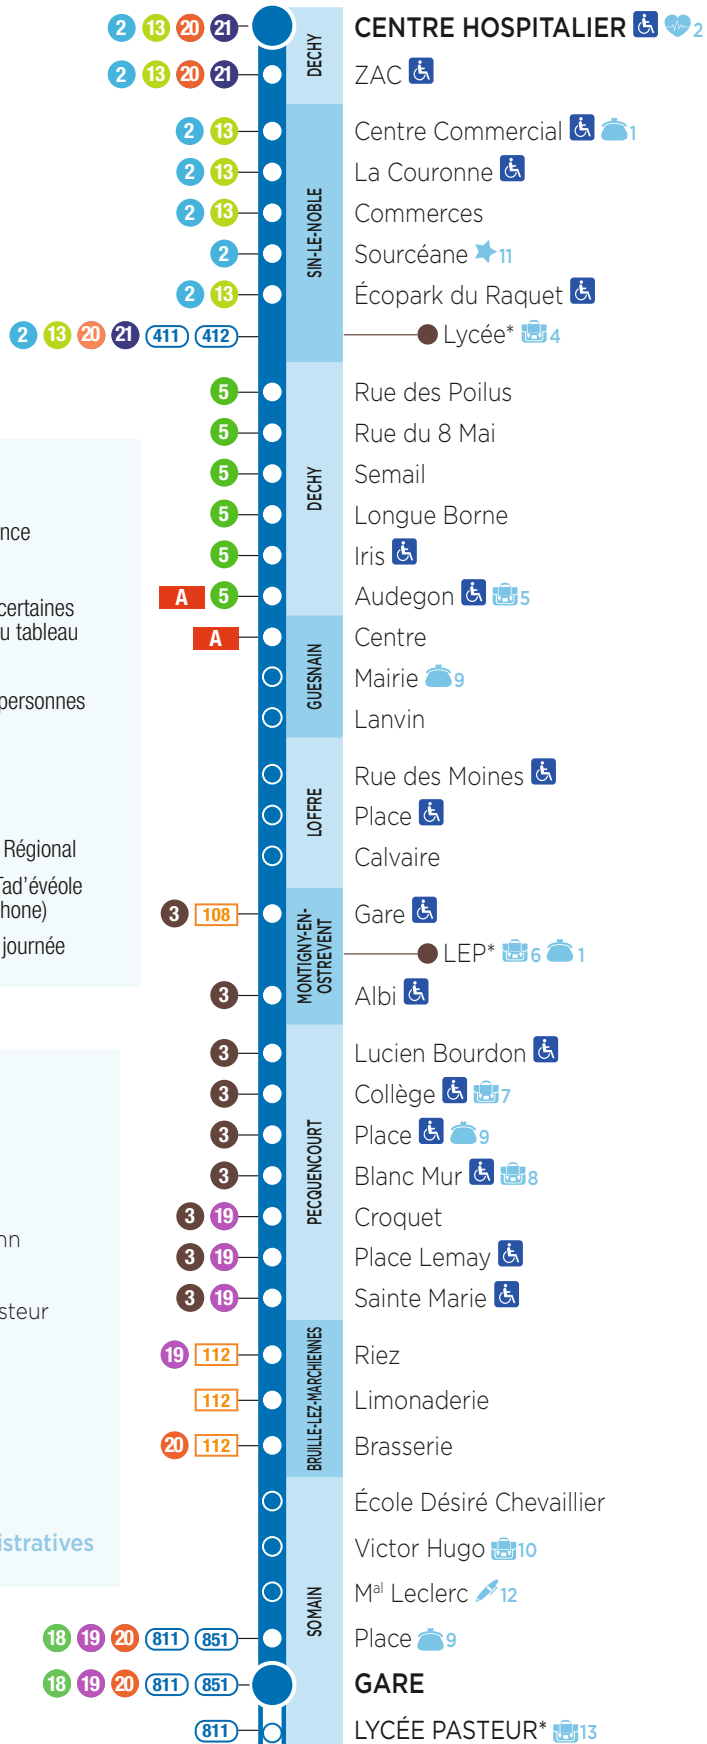 2 13 20 21 CENTRE HOSPITALIER 2
2 13 20 21 ZAC
DECHY
2 13 Centre Commercial 1
2 13 La Couronne
2 13 Commerces
2 Sourcéane 11
2 13 Écopark du Raquet
2 13 20 21 411 412 Lycée* 4
SIN-LE-NOBLE
5 Rue des Poilus
5 Rue du 8 Mai
5 Semail
5 Longue Borne
5 Iris
A 5 Audegon 5
DECHY
A Centre
Mairie 9
Lanvin
GUESNAIN
Rue des Moines
Place
Calvaire
LOFFRE
3 108 Gare
LEP* 6 1
3 Albi
MONTIGNY-EN-
OSTREVENT
3 Lucien Bourdon
3 Collège 7
3 Place 9
3 Blanc Mur 8
3 19 Croquet
3 19 Place Lemay
3 19 Sainte Marie
PECQUENCOURT
19 112 Riez
112 Limonaderie
20 112 Brasserie
BRUILLE-LEZ-MARCHIENNES
École Désiré Chevaillier
Victor Hugo 10
Mal Leclerc 12
18 19 20 811 851 Place 9
18 19 20 811 851 GARE
811 LYCÉE PASTEUR* 13
SOMAIN
nce
certaines
u tableau
personnes
Régional
Tad'évéole
hone)
journée
nn
steur
istratives